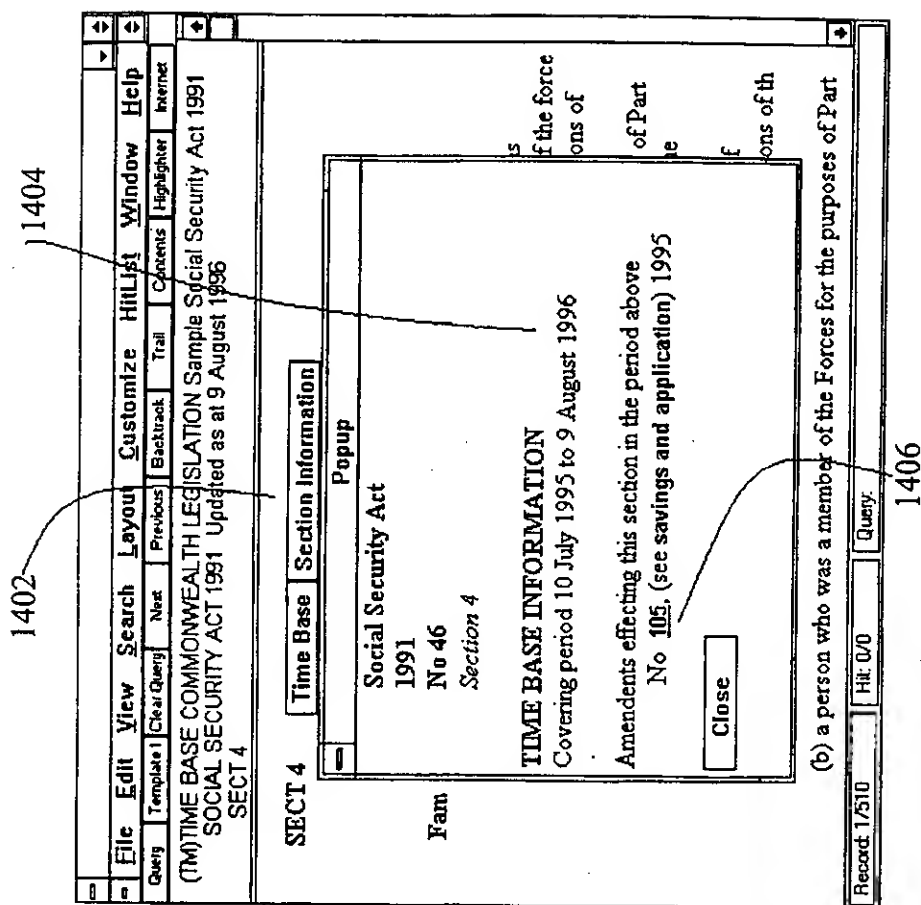 1402
1404
File Edit View Search Layout Customize HitList Window Help
Query Template I Clear Query Next Previous Backtrack Trail Contents Highlighter Internet
(TM)TIME BASE COMMONWEALTH LEGISLATION Sample Social Security Act 1991
SOCIAL SECURITY ACT 1991 Updated as at 9 August 1996
SECT 4
SECT 4
Time Base
Section Information
Popup
Fam
Social Security Act
1991
No 46
Section 4
TIME BASE INFORMATION
Covering period 10 July 1995 to 9 August 1996
Amendents effecting this section in the period above
No 105, (see savings and application) 1995
Close
s
f the force
ons of
of Part
ne
f
ons of th
(b) a person who was a member of the Forces for the purposes of Part
Record: 1/510
Hit: 0/0
Query:
1406